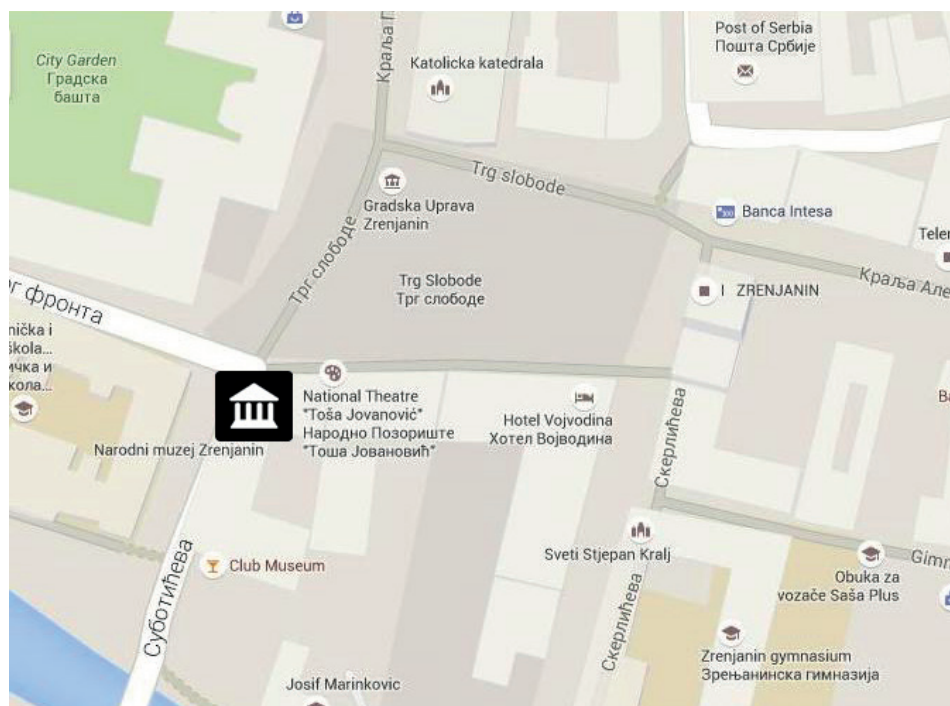 Post of Serbia
Пошта Србије
City Garden
Градска
башта
Краља
Katolicka katedrala
Trg slobode
Gradska Uprava
Zrenjanin
Banca Intesa
Трг слободе
Trg Slobode
Трг слободе
I ZRENJANIN
Краља
фронта
National Theatre
"Toša Jovanović"
Народно Позориште
"Тоша Јовановић"
Hotel Vojvodina
Хотел Војводина
Narodni muzej Zrenjanin
Скерлићева
Sveti Stjepan Kralj
Club Museum
Obuka za
vozače Saša Plus
Суботићева
Скерлићева
Zrenjanin gymnasium
Зрењанинска гимназија
Josif Marinkovic